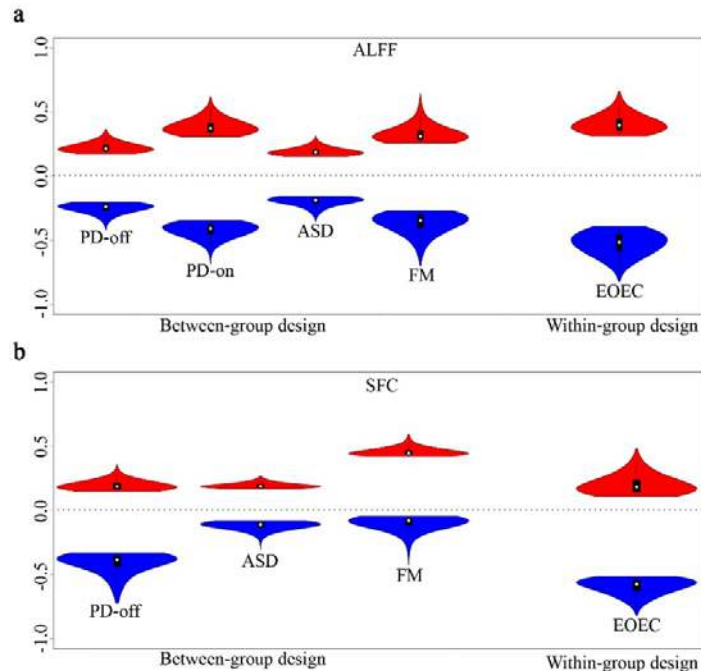 a
ALFF
1.0
0.5
0.0
-0.5
-1.0
PD-off
PD-on
ASD
FM
EOEC
Between-group design
Within-group design
b
SFC
1.0
0.5
0.0
-0.5
-1.0
PD-off
ASD
FM
EOEC
Between-group design
Within-group design